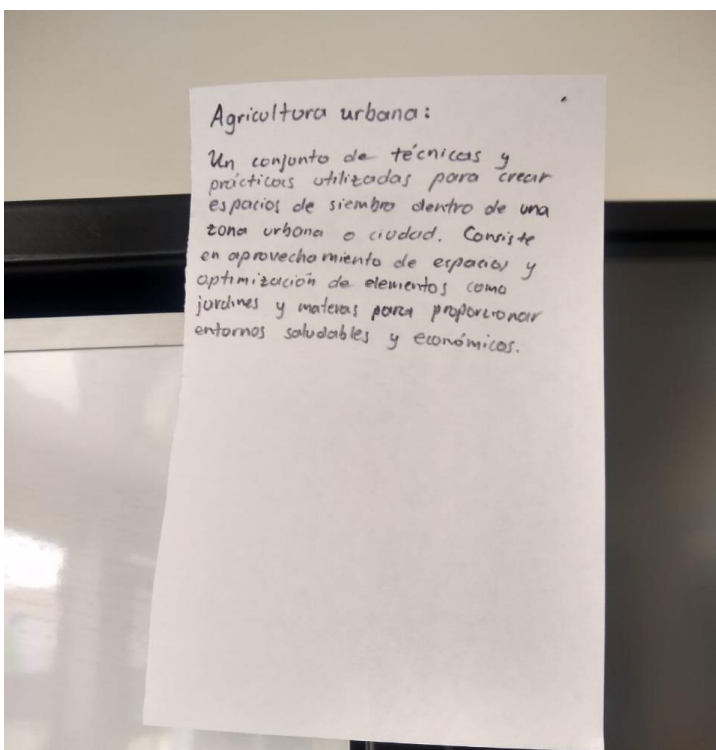 Agricultura urbana:
Un conjunto de técnicas y
prácticas utilizadas para crear
espacios de siembra dentro de una
zona urbana o ciudad. Consiste
en aprovechamiento de espacios y
optimización de elementos como
jardines y materas para proporcionar
entornos saludables y económicos.